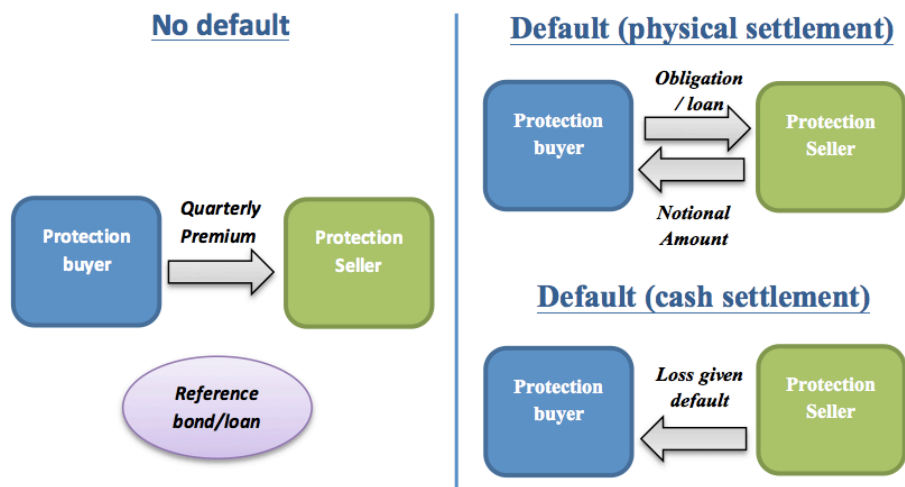 No default
Quarterly
Premium
Protection
buyer
Protection
Seller
Reference
bond/loan
Default (physical settlement)
Obligation
/ loan
Protection
buyer
Protection
Seller
Notional
Amount
Default (cash settlement)
Protection
buyer
Loss given
default
Protection
Seller